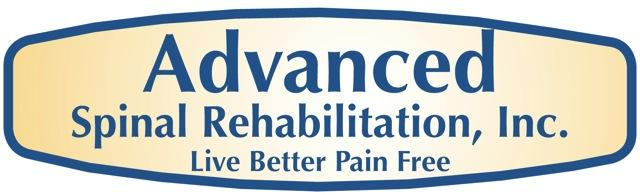 Advanced
Spinal Rehabilitation, Inc.
Live Better Pain Free